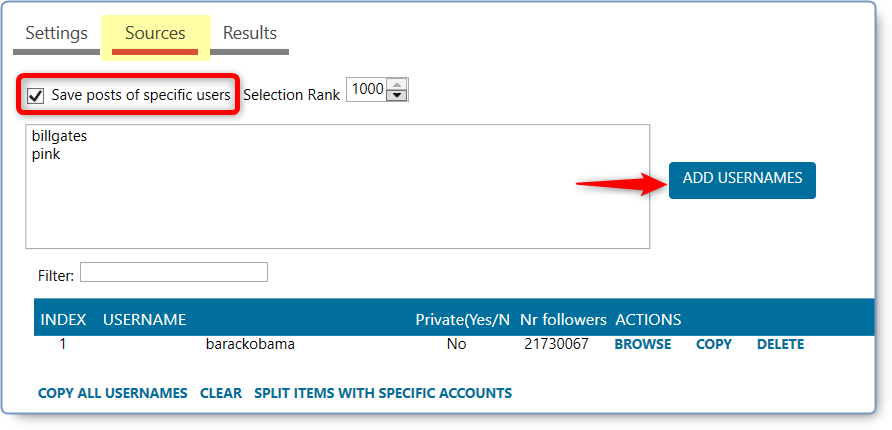 Settings Sources Results
Save posts of specific users Selection Rank 1000
billgates
pink
ADD USERNAMES
Filter:
INDEX USERNAME Private(Yes/N Nr followers ACTIONS
1 barackobama No 21730067 BROWSE COPY DELETE
COPY ALL USERNAMES CLEAR SPLIT ITEMS WITH SPECIFIC ACCOUNTS